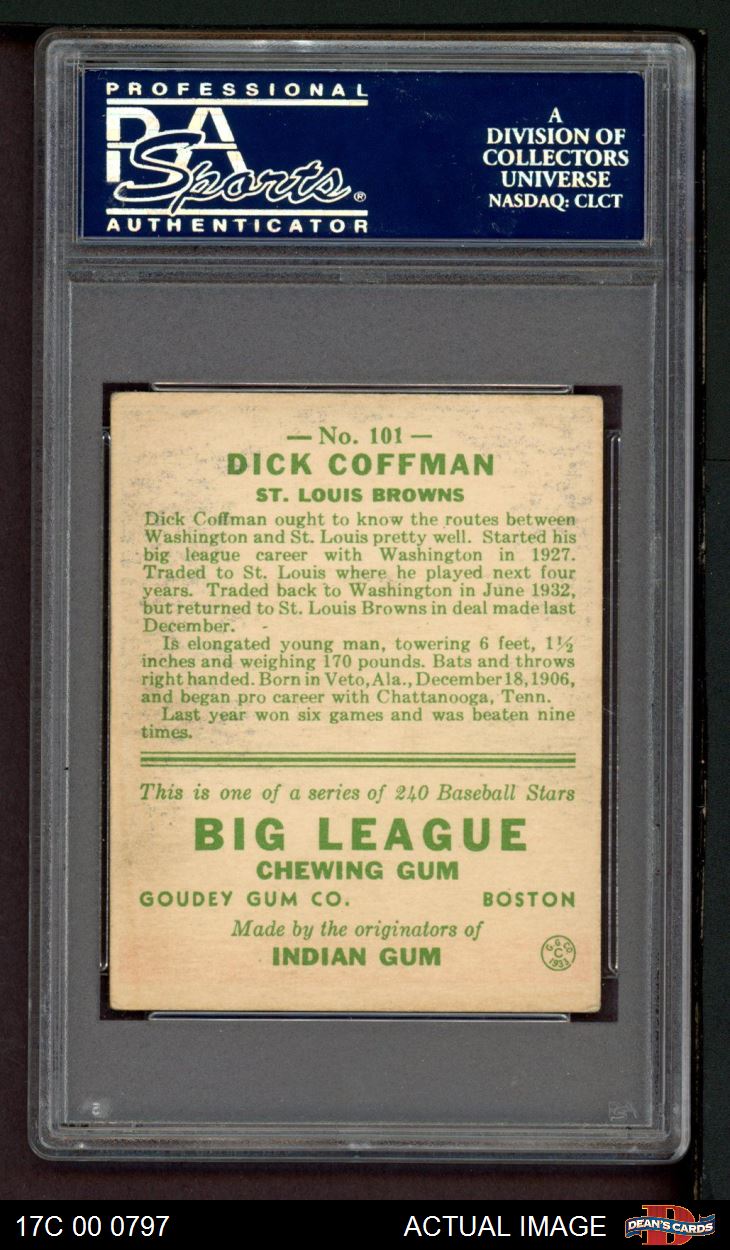 PROFESSIONAL
PSA
Sports®
AUTHENTICATOR
A
DIVISION OF
COLLECTORS
UNIVERSE
NASDAQ: CLCT
— No. 101 —
DICK COFFMAN
ST. LOUIS BROWNS
Dick Coffman ought to know the routes between
Washington and St. Louis pretty well. Started his
big league career with Washington in 1927.
Traded to St. Louis where he played next four
years. Traded back to Washington in June 1932,
but returned to St. Louis Browns in deal made last
December.
Is elongated young man, towering 6 feet, 1½
inches and weighing 170 pounds. Bats and throws
right handed. Born in Veto, Ala., December 18, 1906,
and began pro career with Chattanooga, Tenn.
Last year won six games and was beaten nine
times.
This is one of a series of 240 Baseball Stars
BIG LEAGUE
CHEWING GUM
GOUDEY GUM CO. BOSTON
Made by the originators of
INDIAN GUM
G. G. CO.
C
1933
17C 00 0797
ACTUAL IMAGE
DEAN'S CARDS